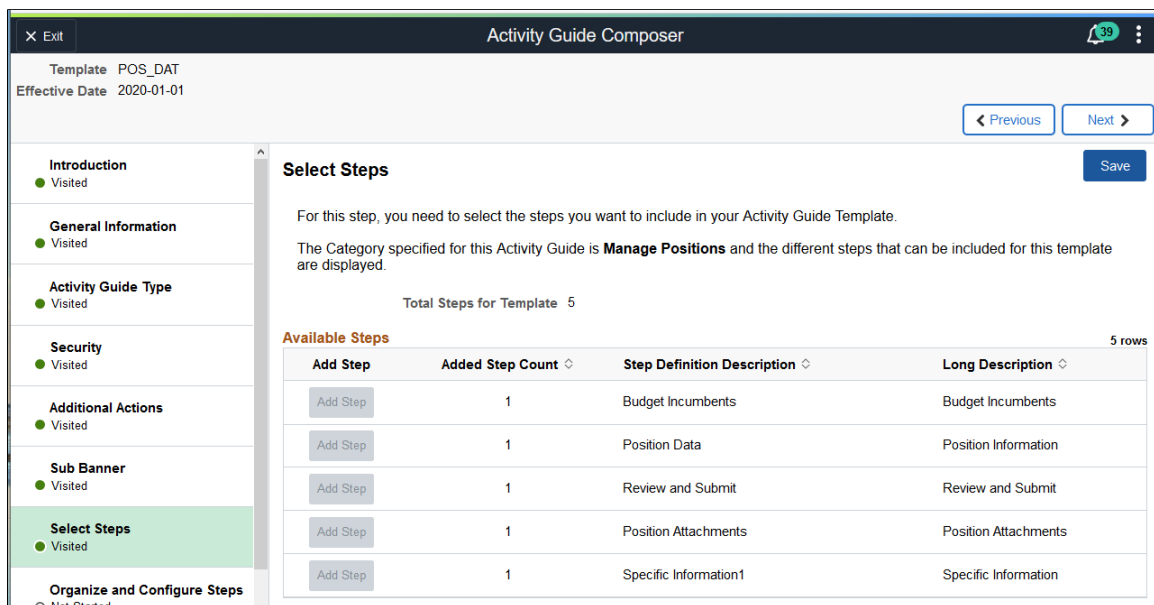 Exit
Activity Guide Composer
39
Template POS_DAT
Effective Date 2020-01-01
Previous
Next
Introduction
Visited
General Information
Visited
Activity Guide Type
Visited
Security
Visited
Additional Actions
Visited
Sub Banner
Visited
Select Steps
Visited
Organize and Configure Steps
Not Started
Select Steps
Save
For this step, you need to select the steps you want to include in your Activity Guide Template.
The Category specified for this Activity Guide is Manage Positions and the different steps that can be included for this template
are displayed.
Total Steps for Template 5
Available Steps
5 rows
Add Step Added Step Count Step Definition Description Long Description
Add Step 1 Budget Incumbents Budget Incumbents
Add Step 1 Position Data Position Information
Add Step 1 Review and Submit Review and Submit
Add Step 1 Position Attachments Position Attachments
Add Step 1 Specific Information1 Specific Information